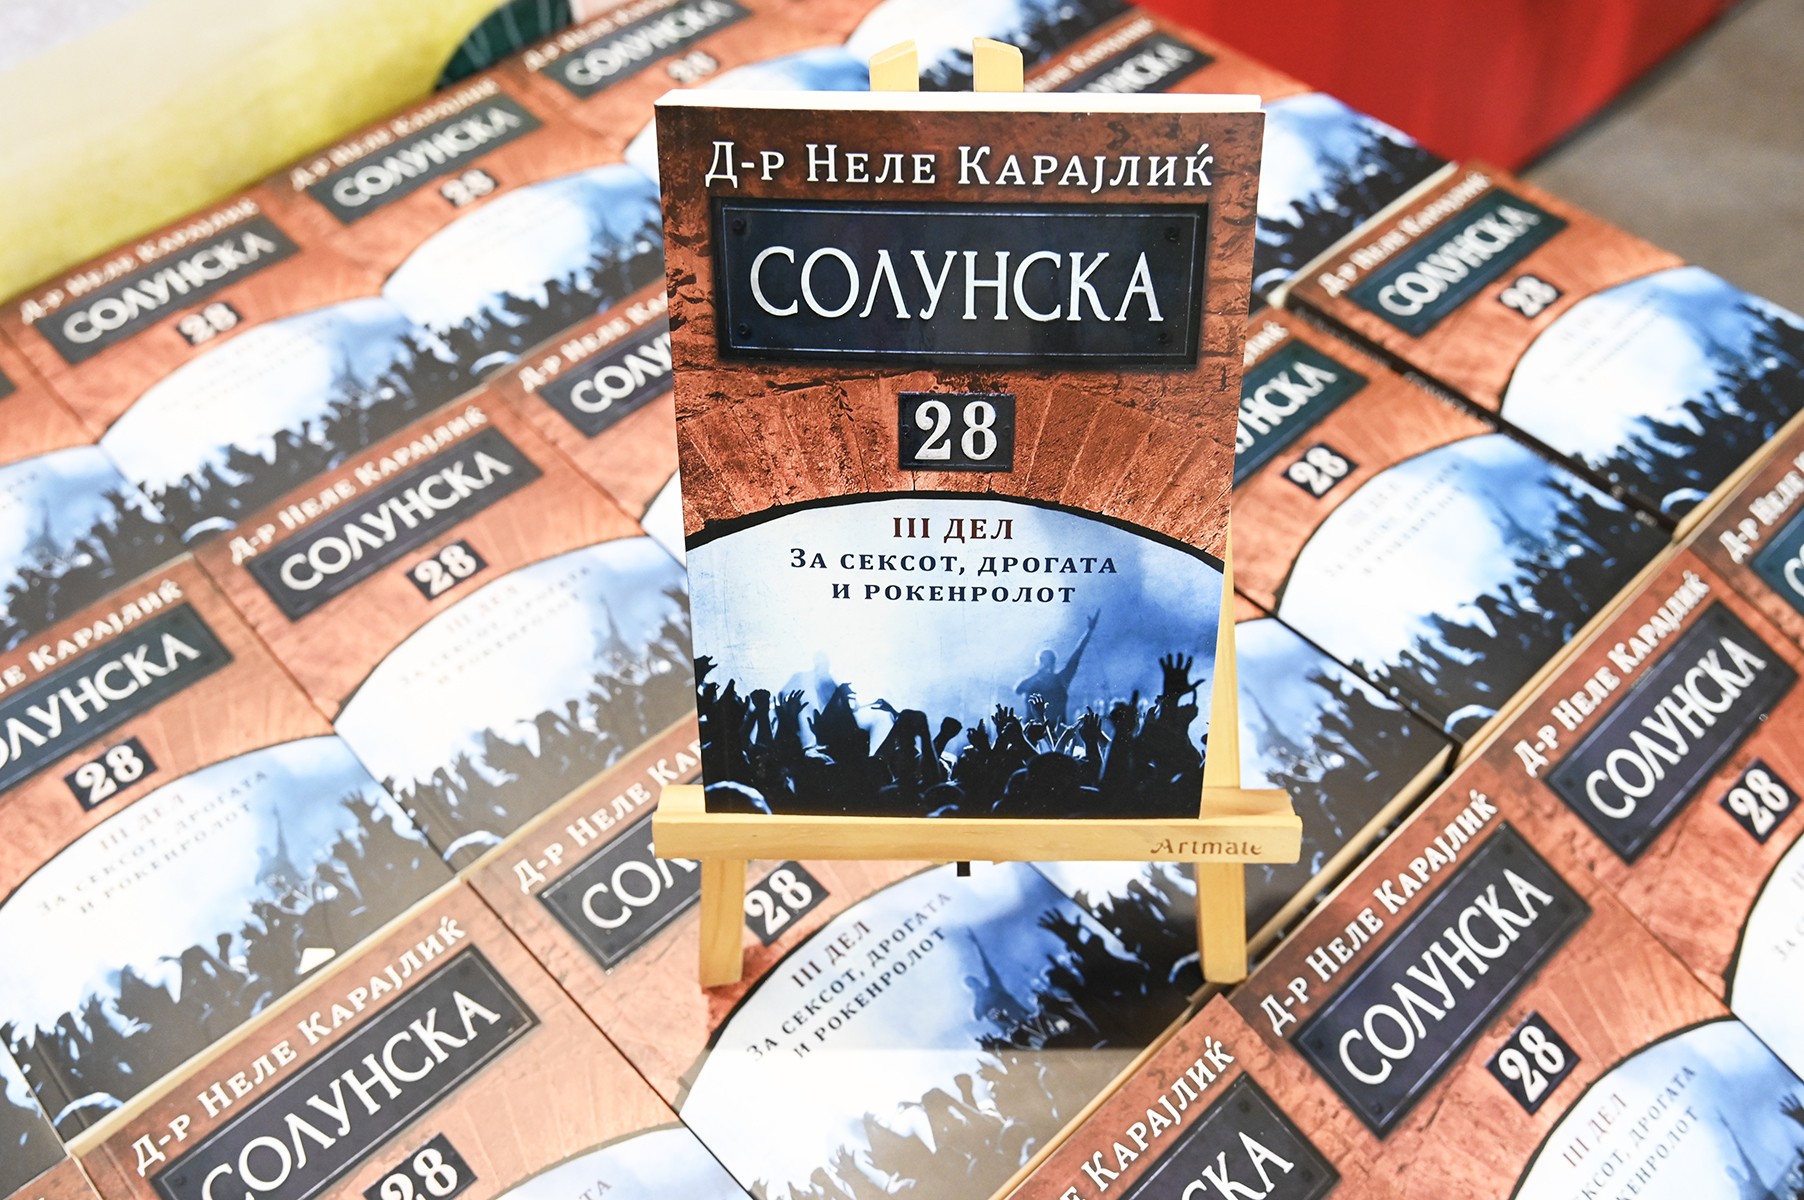 Д-р Неле Карајлиќ
СОЛУНСКА
28
III ДЕЛ
За сексот, дрогата
и рокенролот
Artmate